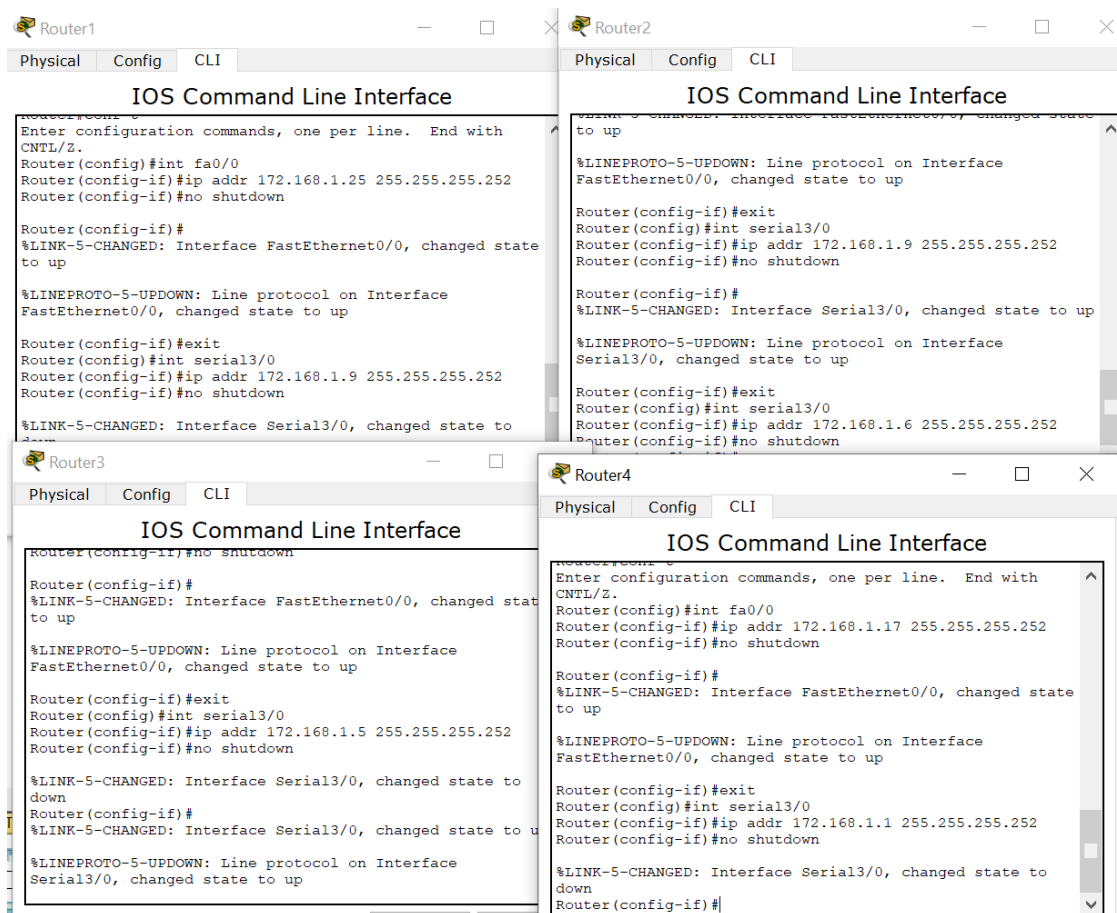 Router1
Physical Config CLI
IOS Command Line Interface
Router#conf t
Enter configuration commands, one per line. End with
CNTL/Z.
Router(config)#int fa0/0
Router(config-if)#ip addr 172.168.1.25 255.255.255.252
Router(config-if)#no shutdown
Router(config-if)#
%LINK-5-CHANGED: Interface FastEthernet0/0, changed state
to up
%LINEPROTO-5-UPDOWN: Line protocol on Interface
FastEthernet0/0, changed state to up
Router(config-if)#exit
Router(config)#int serial3/0
Router(config-if)#ip addr 172.168.1.9 255.255.255.252
Router(config-if)#no shutdown
%LINK-5-CHANGED: Interface Serial3/0, changed state to
down
Router2
Physical Config CLI
IOS Command Line Interface
%LINK-5-CHANGED: Interface FastEthernet0/0, changed state
to up
%LINEPROTO-5-UPDOWN: Line protocol on Interface
FastEthernet0/0, changed state to up
Router(config-if)#exit
Router(config)#int serial3/0
Router(config-if)#ip addr 172.168.1.9 255.255.255.252
Router(config-if)#no shutdown
Router(config-if)#
%LINK-5-CHANGED: Interface Serial3/0, changed state to up
%LINEPROTO-5-UPDOWN: Line protocol on Interface
Serial3/0, changed state to up
Router(config-if)#exit
Router(config)#int serial3/0
Router(config-if)#ip addr 172.168.1.6 255.255.255.252
Router(config-if)#no shutdown
Router3
Physical Config CLI
IOS Command Line Interface
Router(config-if)#no shutdown
Router(config-if)#
%LINK-5-CHANGED: Interface FastEthernet0/0, changed stat
to up
%LINEPROTO-5-UPDOWN: Line protocol on Interface
FastEthernet0/0, changed state to up
Router(config-if)#exit
Router(config)#int serial3/0
Router(config-if)#ip addr 172.168.1.5 255.255.255.252
Router(config-if)#no shutdown
%LINK-5-CHANGED: Interface Serial3/0, changed state to
down
Router(config-if)#
%LINK-5-CHANGED: Interface Serial3/0, changed state to u
%LINEPROTO-5-UPDOWN: Line protocol on Interface
Serial3/0, changed state to up
Router4
Physical Config CLI
IOS Command Line Interface
Router#conf t
Enter configuration commands, one per line. End with
CNTL/Z.
Router(config)#int fa0/0
Router(config-if)#ip addr 172.168.1.17 255.255.255.252
Router(config-if)#no shutdown
Router(config-if)#
%LINK-5-CHANGED: Interface FastEthernet0/0, changed state
to up
%LINEPROTO-5-UPDOWN: Line protocol on Interface
FastEthernet0/0, changed state to up
Router(config-if)#exit
Router(config)#int serial3/0
Router(config-if)#ip addr 172.168.1.1 255.255.255.252
Router(config-if)#no shutdown
%LINK-5-CHANGED: Interface Serial3/0, changed state to
down
Router(config-if)#